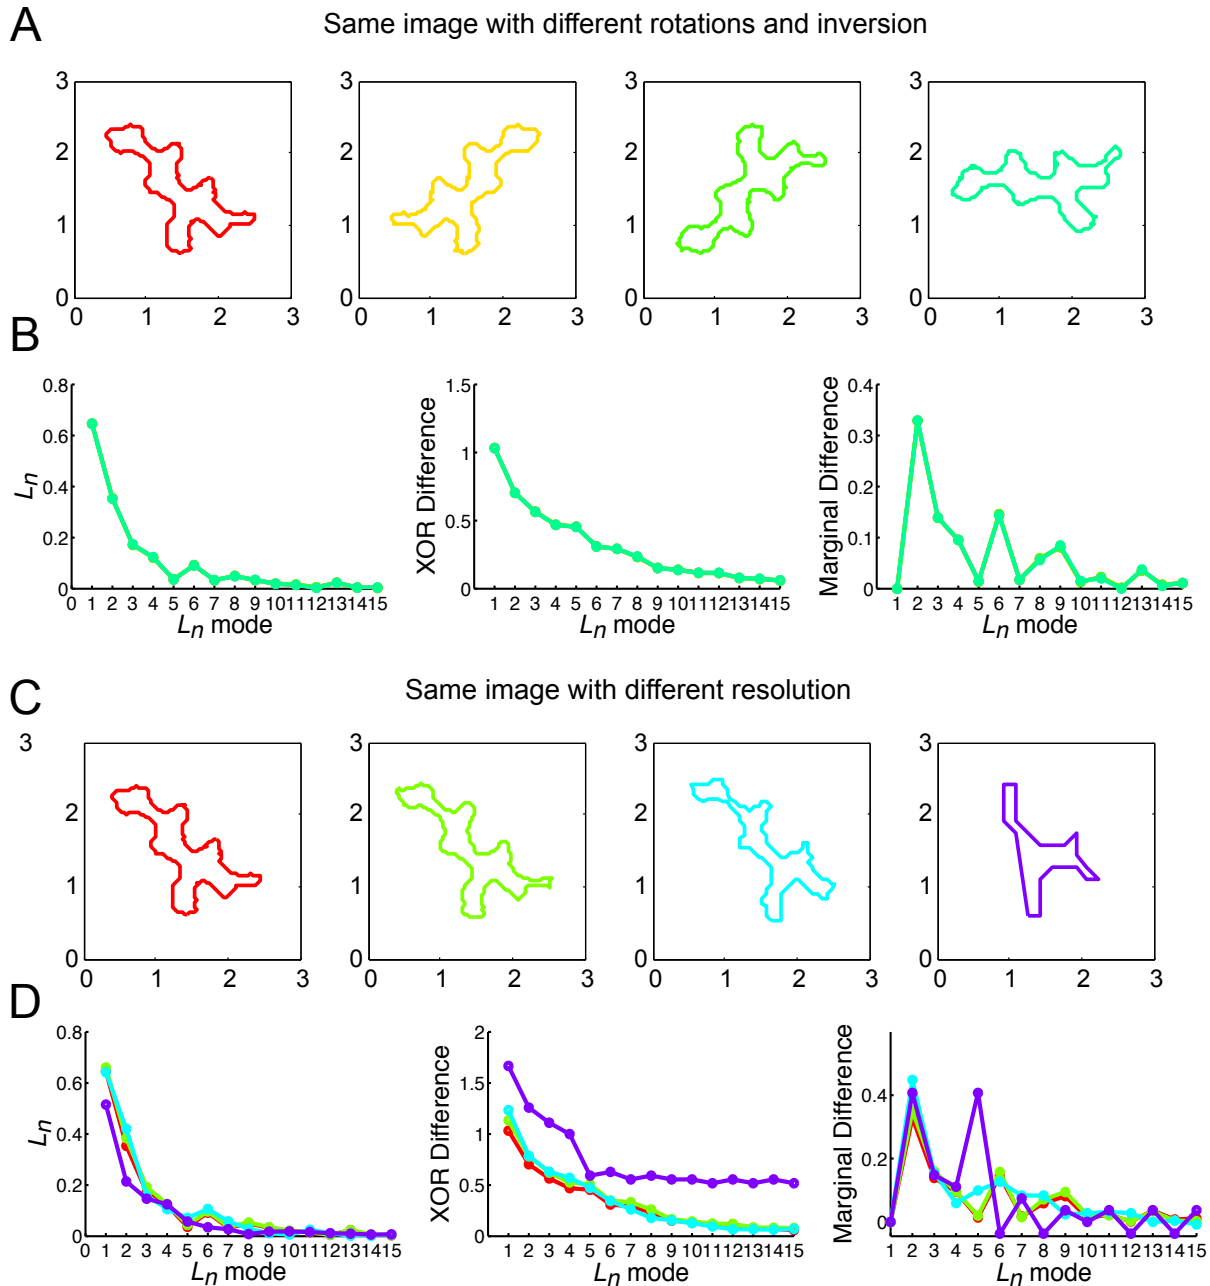 A
Same image with different rotations and inversion
3
2
1
0
0 1 2 3
3
2
1
0
0 1 2 3
3
2
1
0
0 1 2 3
3
2
1
0
0 1 2 3
B
Ln
0.8
0.6
0.4
0.2
0
0 1 2 3 4 5 6 7 8 9 10 11 12 13 14 15
Ln mode
XOR Difference
1.5
1
0.5
0
1 2 3 4 5 6 7 8 9 10 11 12 13 14 15
Ln mode
Marginal Difference
0.4
0.3
0.2
0.1
0
1 2 3 4 5 6 7 8 9 10 11 12 13 14 15
Ln mode
C
Same image with different resolution
3
2
1
0
0 1 2 3
3
2
1
0
0 1 2 3
3
2
1
0
0 1 2 3
3
2
1
0
0 1 2 3
D
Ln
0.8
0.6
0.4
0.2
0
0 1 2 3 4 5 6 7 8 9 10 11 12 13 14 15
Ln mode
XOR Difference
2
1.5
1
0.5
0
1 2 3 4 5 6 7 8 9 10 11 12 13 14 15
Ln mode
Marginal Difference
0.4
0.2
0
1 2 3 4 5 6 7 8 9 10 11 12 13 14 15
Ln mode